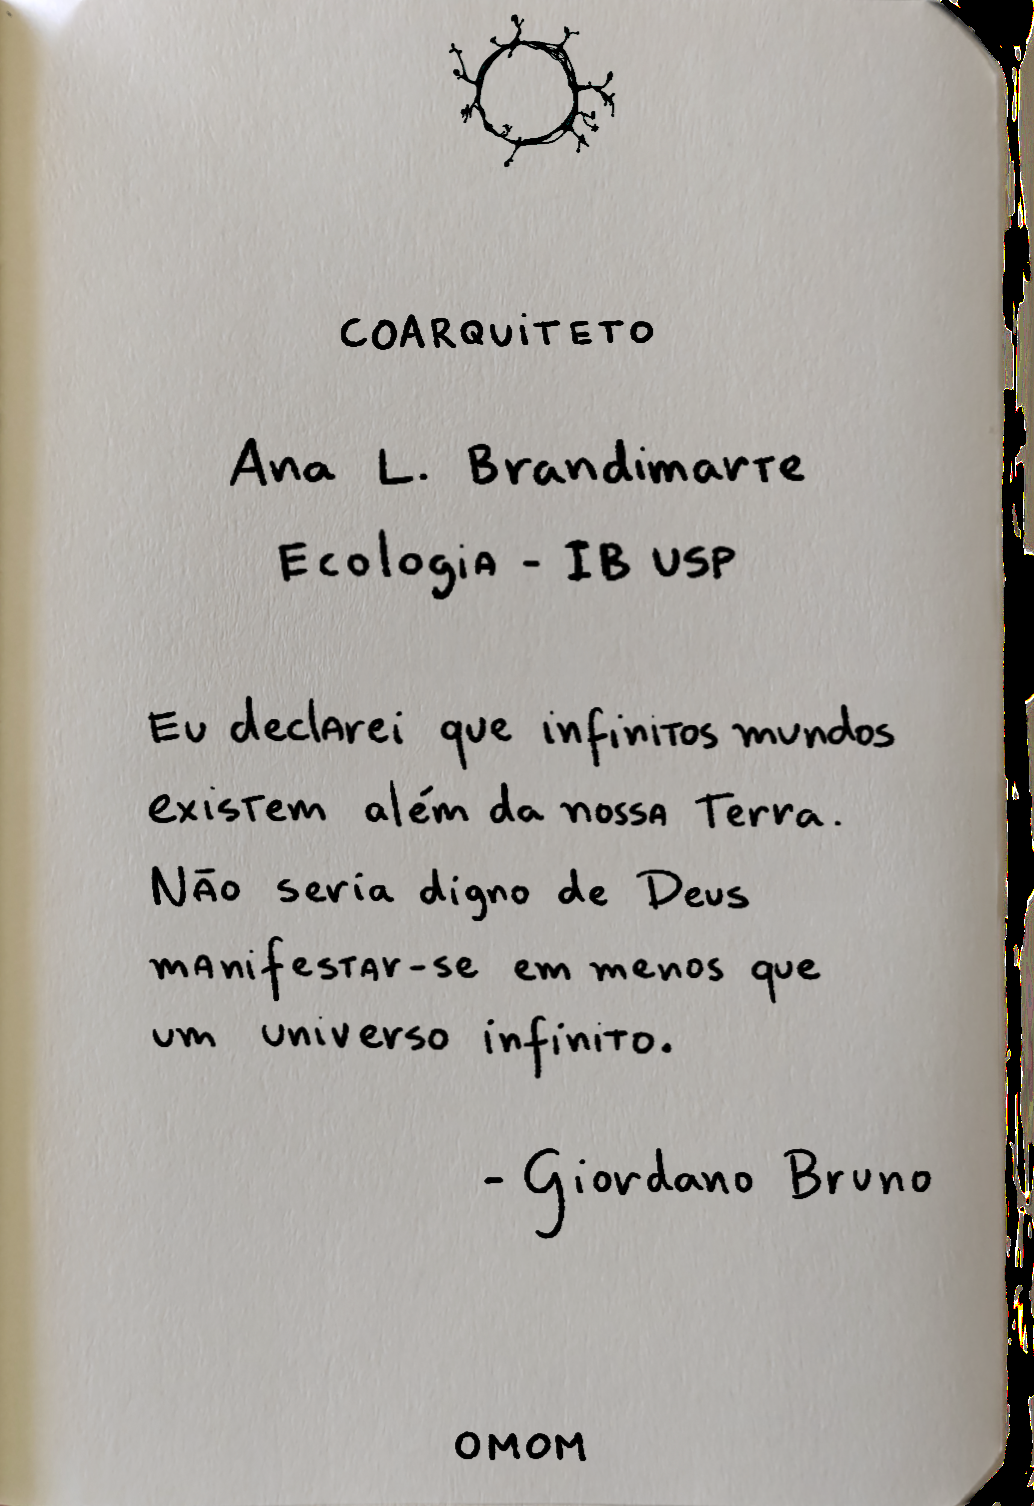 COARQUITETO
Ana L. Brandimarte
Ecologia - IB USP
Eu declarei que infinitos mundos
existem além da nossa Terra.
Não seria digno de Deus
manifestar-se em menos que
um universo infinito.
- Giordano Bruno
OMOM